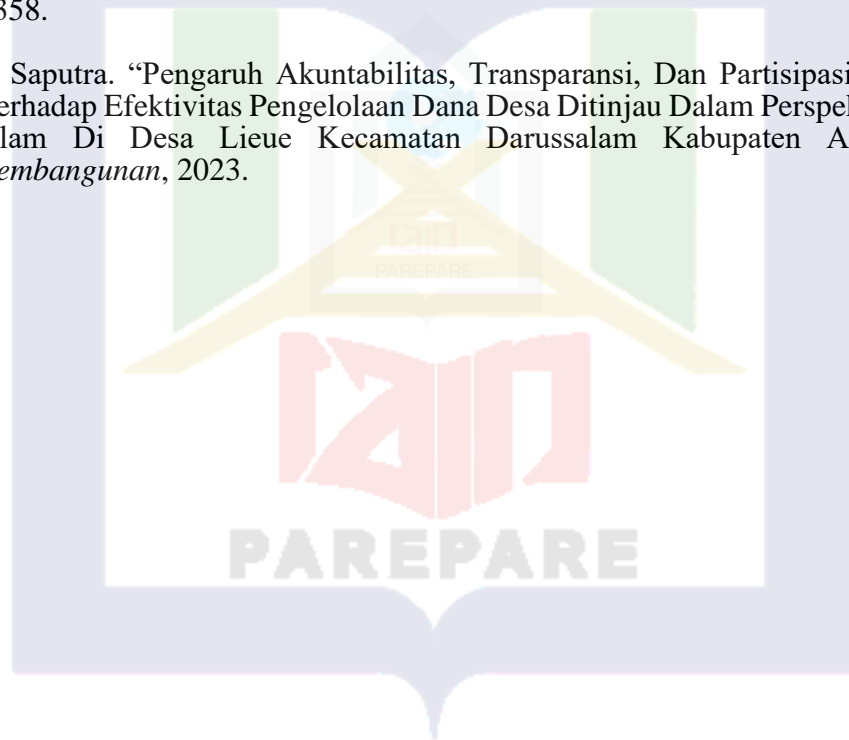 358.
Saputra. “Pengaruh Akuntabilitas, Transparansi, Dan Partisipasi
erhadap Efektivitas Pengelolaan Dana Desa Ditinjau Dalam Perspe
lam Di Desa Lieue Kecamatan Darussalam Kabupaten A
embangunan, 2023.
PAREPARE
PAREPARE